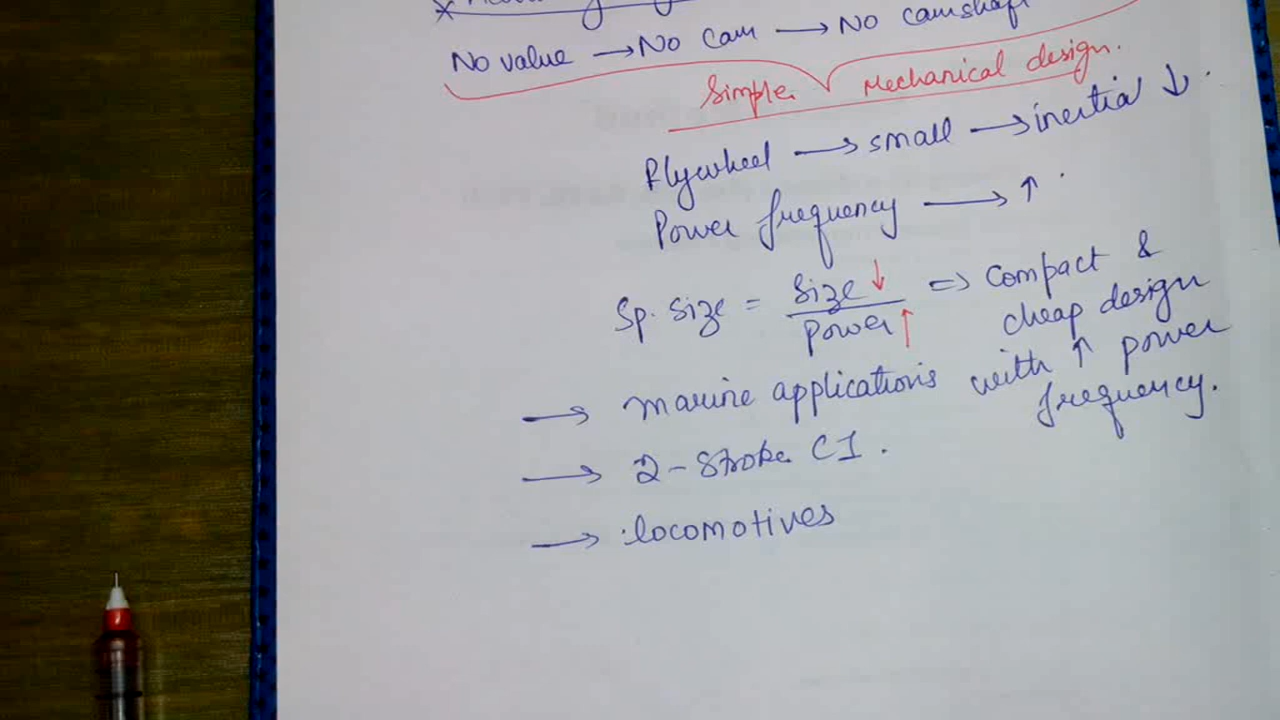 No value → No Cam → No camshaft
Simple Mechanical design.
Flywheel → small → inertia ↓.
Power frequency → ↑.
Sp. size = Size ↓ / Power ↑ ⇒ Compact &
cheap design
with ↑ power
frequency.
→ marine applications
→ 2-Stroke CI.
→ locomotives